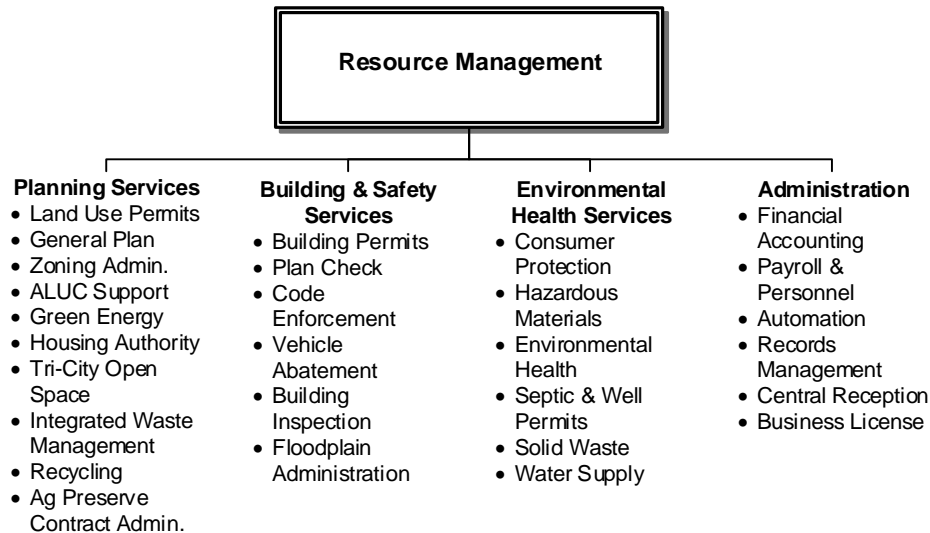 Resource Management
Planning Services
• Land Use Permits
• General Plan
• Zoning Admin.
• ALUC Support
• Green Energy
• Housing Authority
• Tri-City Open
Space
• Integrated Waste
Management
• Recycling
• Ag Preserve
Contract Admin.
Building & Safety
Services
• Building Permits
• Plan Check
• Code
Enforcement
• Vehicle
Abatement
• Building
Inspection
• Floodplain
Administration
Environmental
Health Services
• Consumer
Protection
• Hazardous
Materials
• Environmental
Health
• Septic & Well
Permits
• Solid Waste
• Water Supply
Administration
• Financial
Accounting
• Payroll &
Personnel
• Automation
• Records
Management
• Central Reception
• Business License